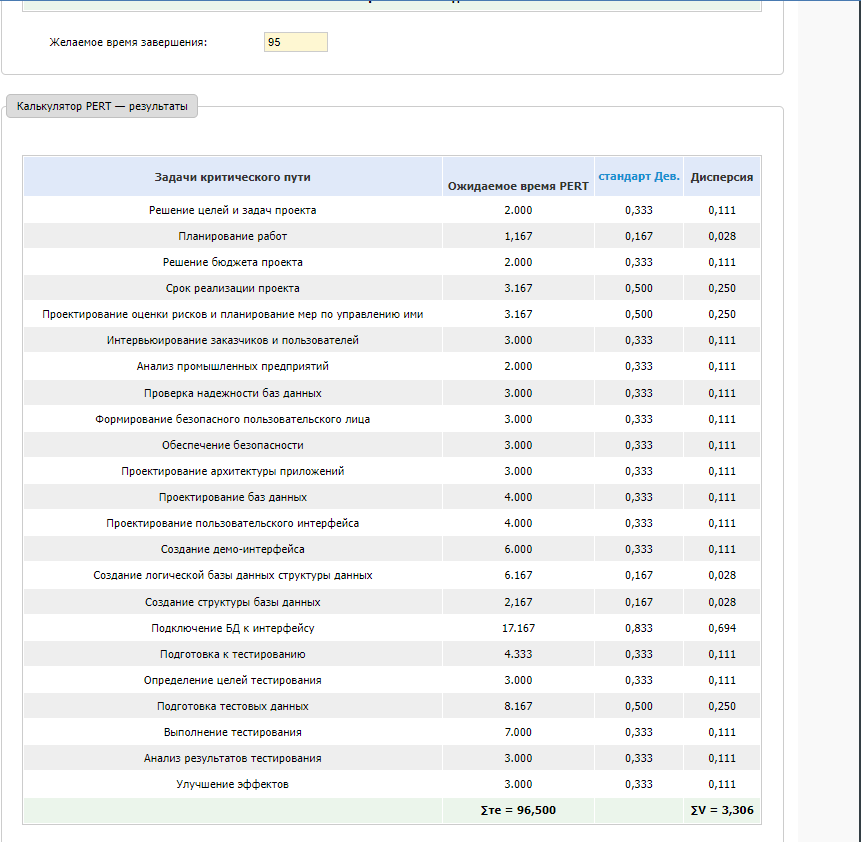 Желаемое время завершения: 95
Калькулятор PERT — результаты
Задачи критического пути Ожидаемое время PERT стандарт Дев. Дисперсия
Решение целей и задач проекта 2.000 0,333 0,111
Планирование работ 1,167 0,167 0,028
Решение бюджета проекта 2.000 0,333 0,111
Срок реализации проекта 3.167 0,500 0,250
Проектирование оценки рисков и планирование мер по управлению ими 3.167 0,500 0,250
Интервьюирование заказчиков и пользователей 3.000 0,333 0,111
Анализ промышленных предприятий 2.000 0,333 0,111
Проверка надежности баз данных 3.000 0,333 0,111
Формирование безопасного пользовательского лица 3.000 0,333 0,111
Обеспечение безопасности 3.000 0,333 0,111
Проектирование архитектуры приложений 3.000 0,333 0,111
Проектирование баз данных 4.000 0,333 0,111
Проектирование пользовательского интерфейса 4.000 0,333 0,111
Создание демо-интерфейса 6.000 0,333 0,111
Создание логической базы данных структуры данных 6.167 0,167 0,028
Создание структуры базы данных 2,167 0,167 0,028
Подключение БД к интерфейсу 17.167 0,833 0,694
Подготовка к тестированию 4.333 0,333 0,111
Определение целей тестирования 3.000 0,333 0,111
Подготовка тестовых данных 8.167 0,500 0,250
Выполнение тестирования 7.000 0,333 0,111
Анализ результатов тестирования 3.000 0,333 0,111
Улучшение эффектов 3.000 0,333 0,111
Σте = 96,500 ΣV = 3,306